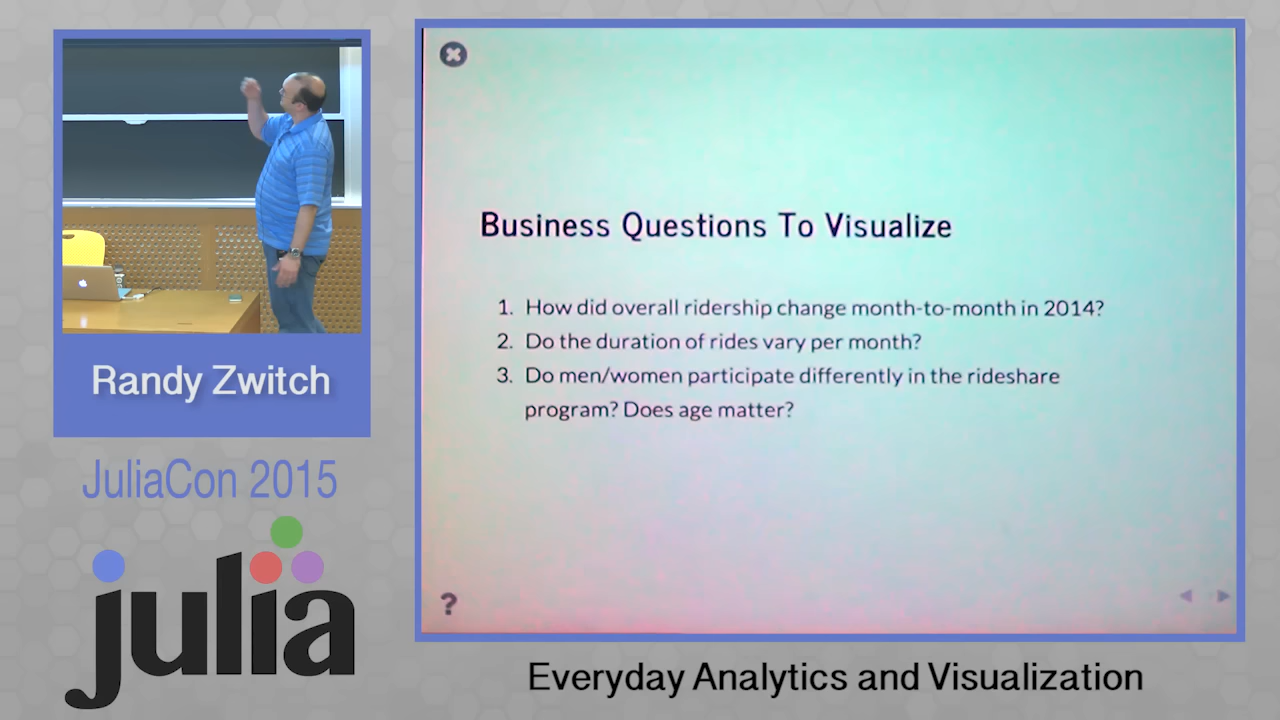 Business Questions To Visualize
1. How did overall ridership change month-to-month in 2014?
2. Do the duration of rides vary per month?
3. Do men/women participate differently in the rideshare
program? Does age matter?
?
Randy Zwitch
JuliaCon 2015
julia
Everyday Analytics and Visualization